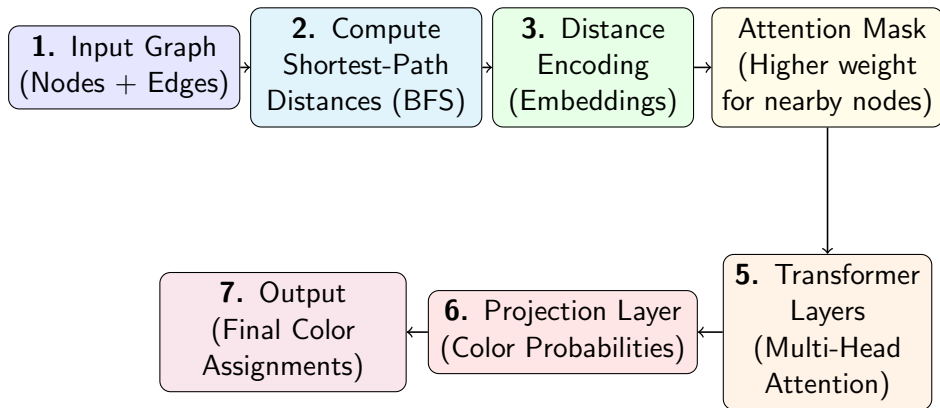 1. Input Graph
(Nodes + Edges)
2. Compute
Shortest-Path
Distances (BFS)
3. Distance
Encoding
(Embeddings)
Attention Mask
(Higher weight
for nearby nodes)
5. Transformer
Layers
(Multi-Head
Attention)
6. Projection Layer
(Color Probabilities)
7. Output
(Final Color
Assignments)